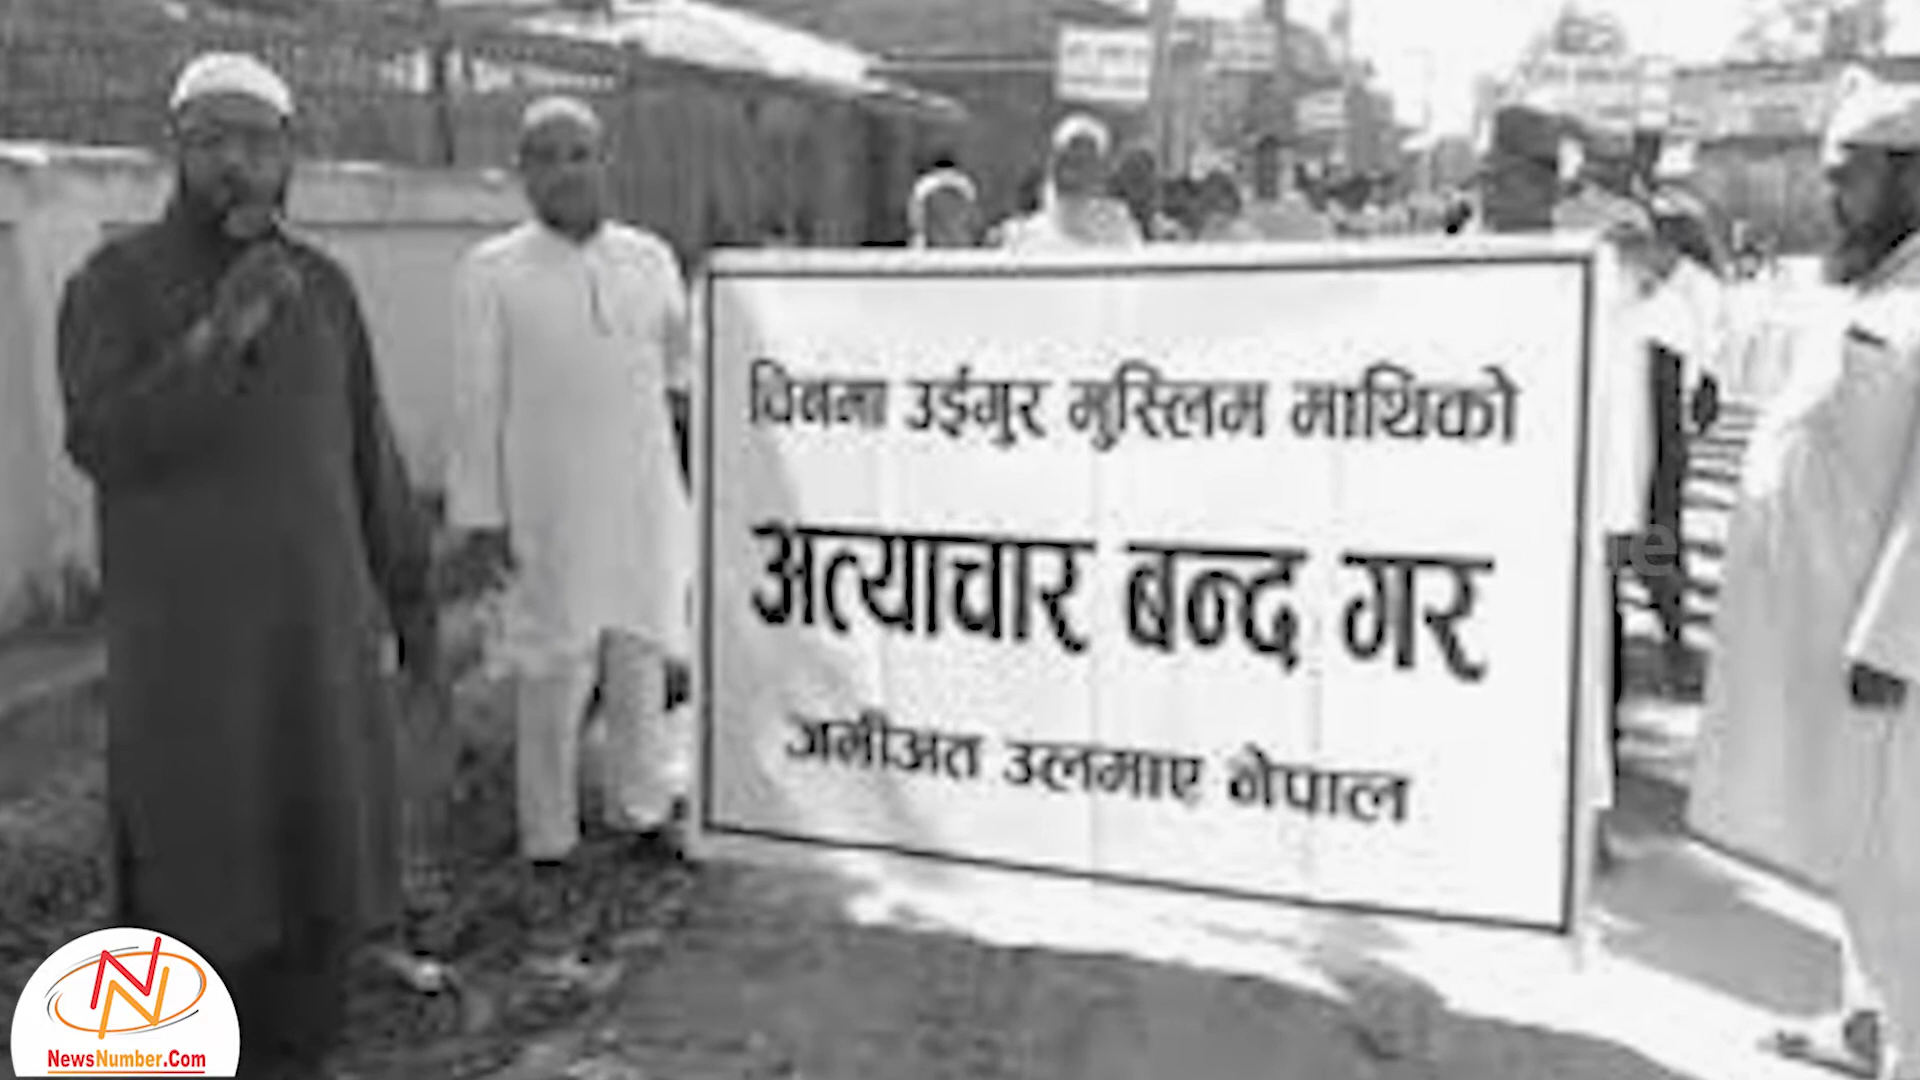 चिनमा उईगुर मुस्लिम माथिको
अत्याचार बन्द गर
जमीअत उलमाए नेपाल
NewsNumber.Com